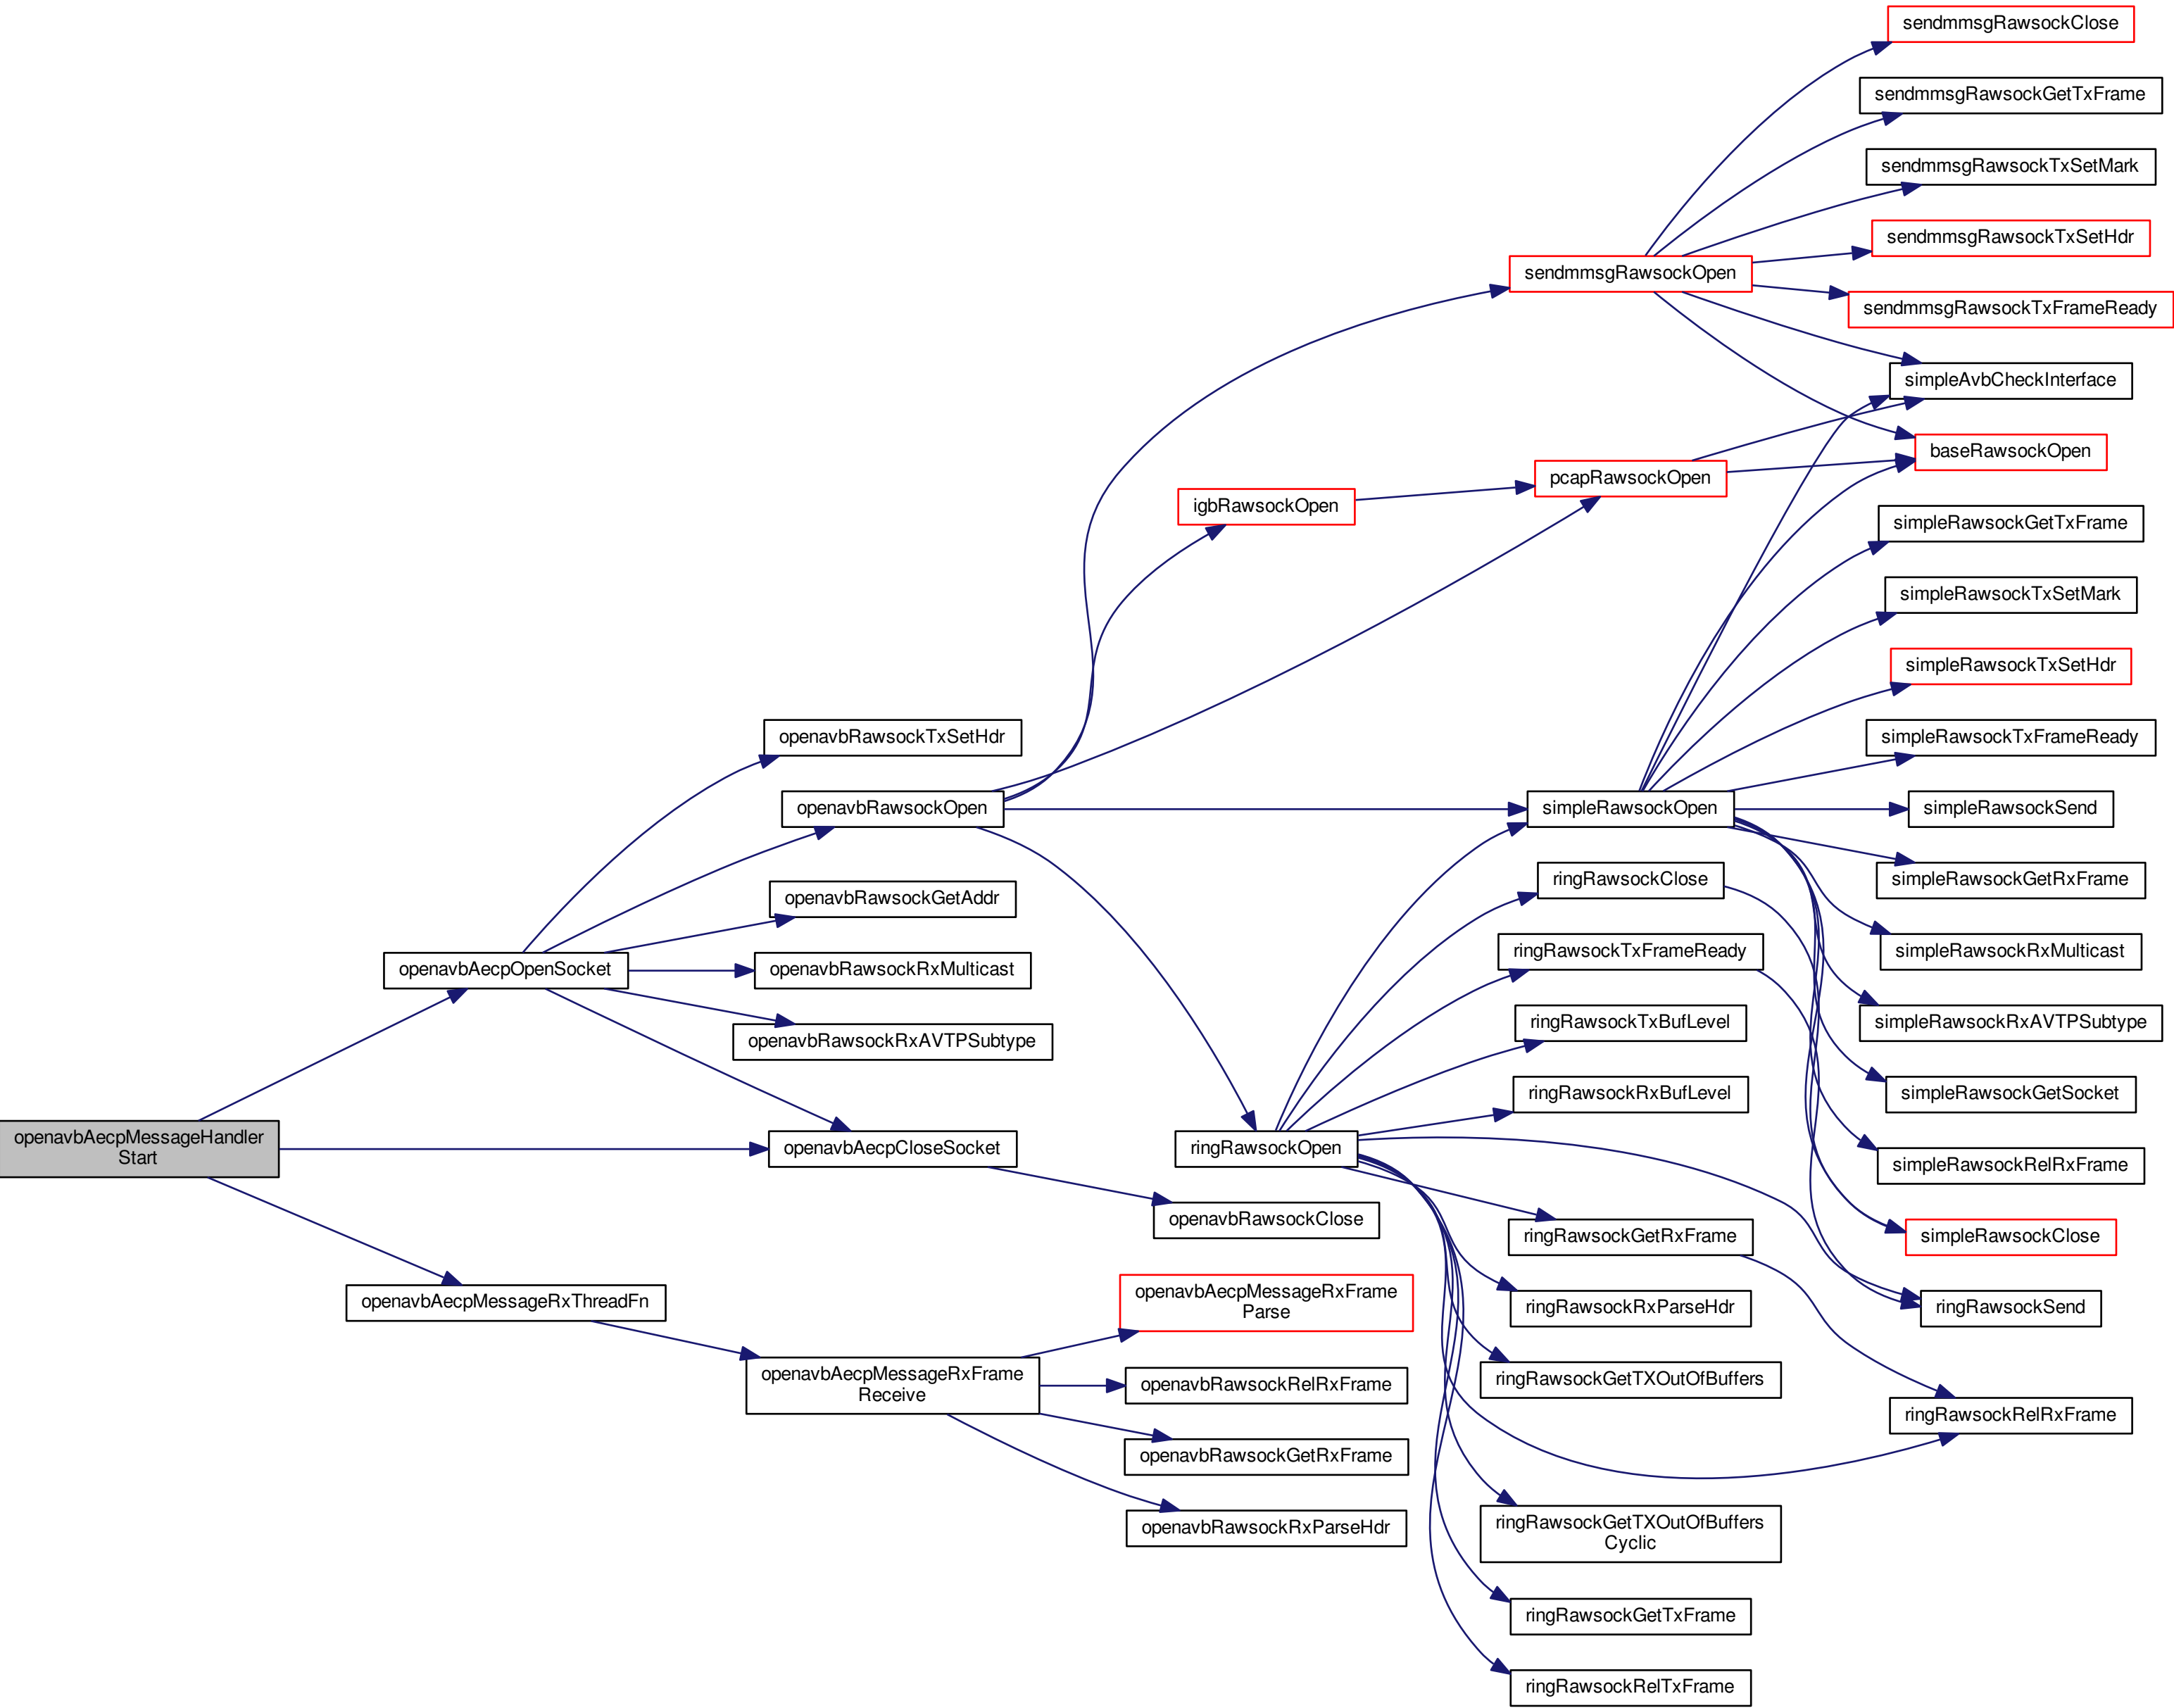 sendmmsgRawsockClose
sendmmsgRawsockGetTxFrame
sendmmsgRawsockTxSetMark
sendmmsgRawsockTxSetHdr
sendmmsgRawsockOpen
sendmmsgRawsockTxFrameReady
simpleAvbCheckInterface
baseRawsockOpen
pcapRawsockOpen
igbRawsockOpen
simpleRawsockGetTxFrame
simpleRawsockTxSetMark
simpleRawsockTxSetHdr
openavbRawsockTxSetHdr
simpleRawsockTxFrameReady
openavbRawsockOpen
simpleRawsockOpen
simpleRawsockSend
ringRawsockClose
simpleRawsockGetRxFrame
openavbRawsockGetAddr
ringRawsockTxFrameReady
simpleRawsockRxMulticast
openavbAecpOpenSocket
openavbRawsockRxMulticast
ringRawsockTxBufLevel
simpleRawsockRxAVTPSubtype
openavbRawsockRxAVTPSubtype
ringRawsockRxBufLevel
simpleRawsockGetSocket
openavbAecpMessageHandler
Start
openavbAecpCloseSocket
ringRawsockOpen
simpleRawsockRelRxFrame
openavbRawsockClose
ringRawsockGetRxFrame
simpleRawsockClose
openavbAecpMessageRxThreadFn
openavbAecpMessageRxFrame
Parse
ringRawsockRxParseHdr
ringRawsockSend
openavbAecpMessageRxFrame
Receive
openavbRawsockRelRxFrame
ringRawsockGetTXOutOfBuffers
ringRawsockRelRxFrame
openavbRawsockGetRxFrame
openavbRawsockRxParseHdr
ringRawsockGetTXOutOfBuffers
Cyclic
ringRawsockGetTxFrame
ringRawsockRelTxFrame